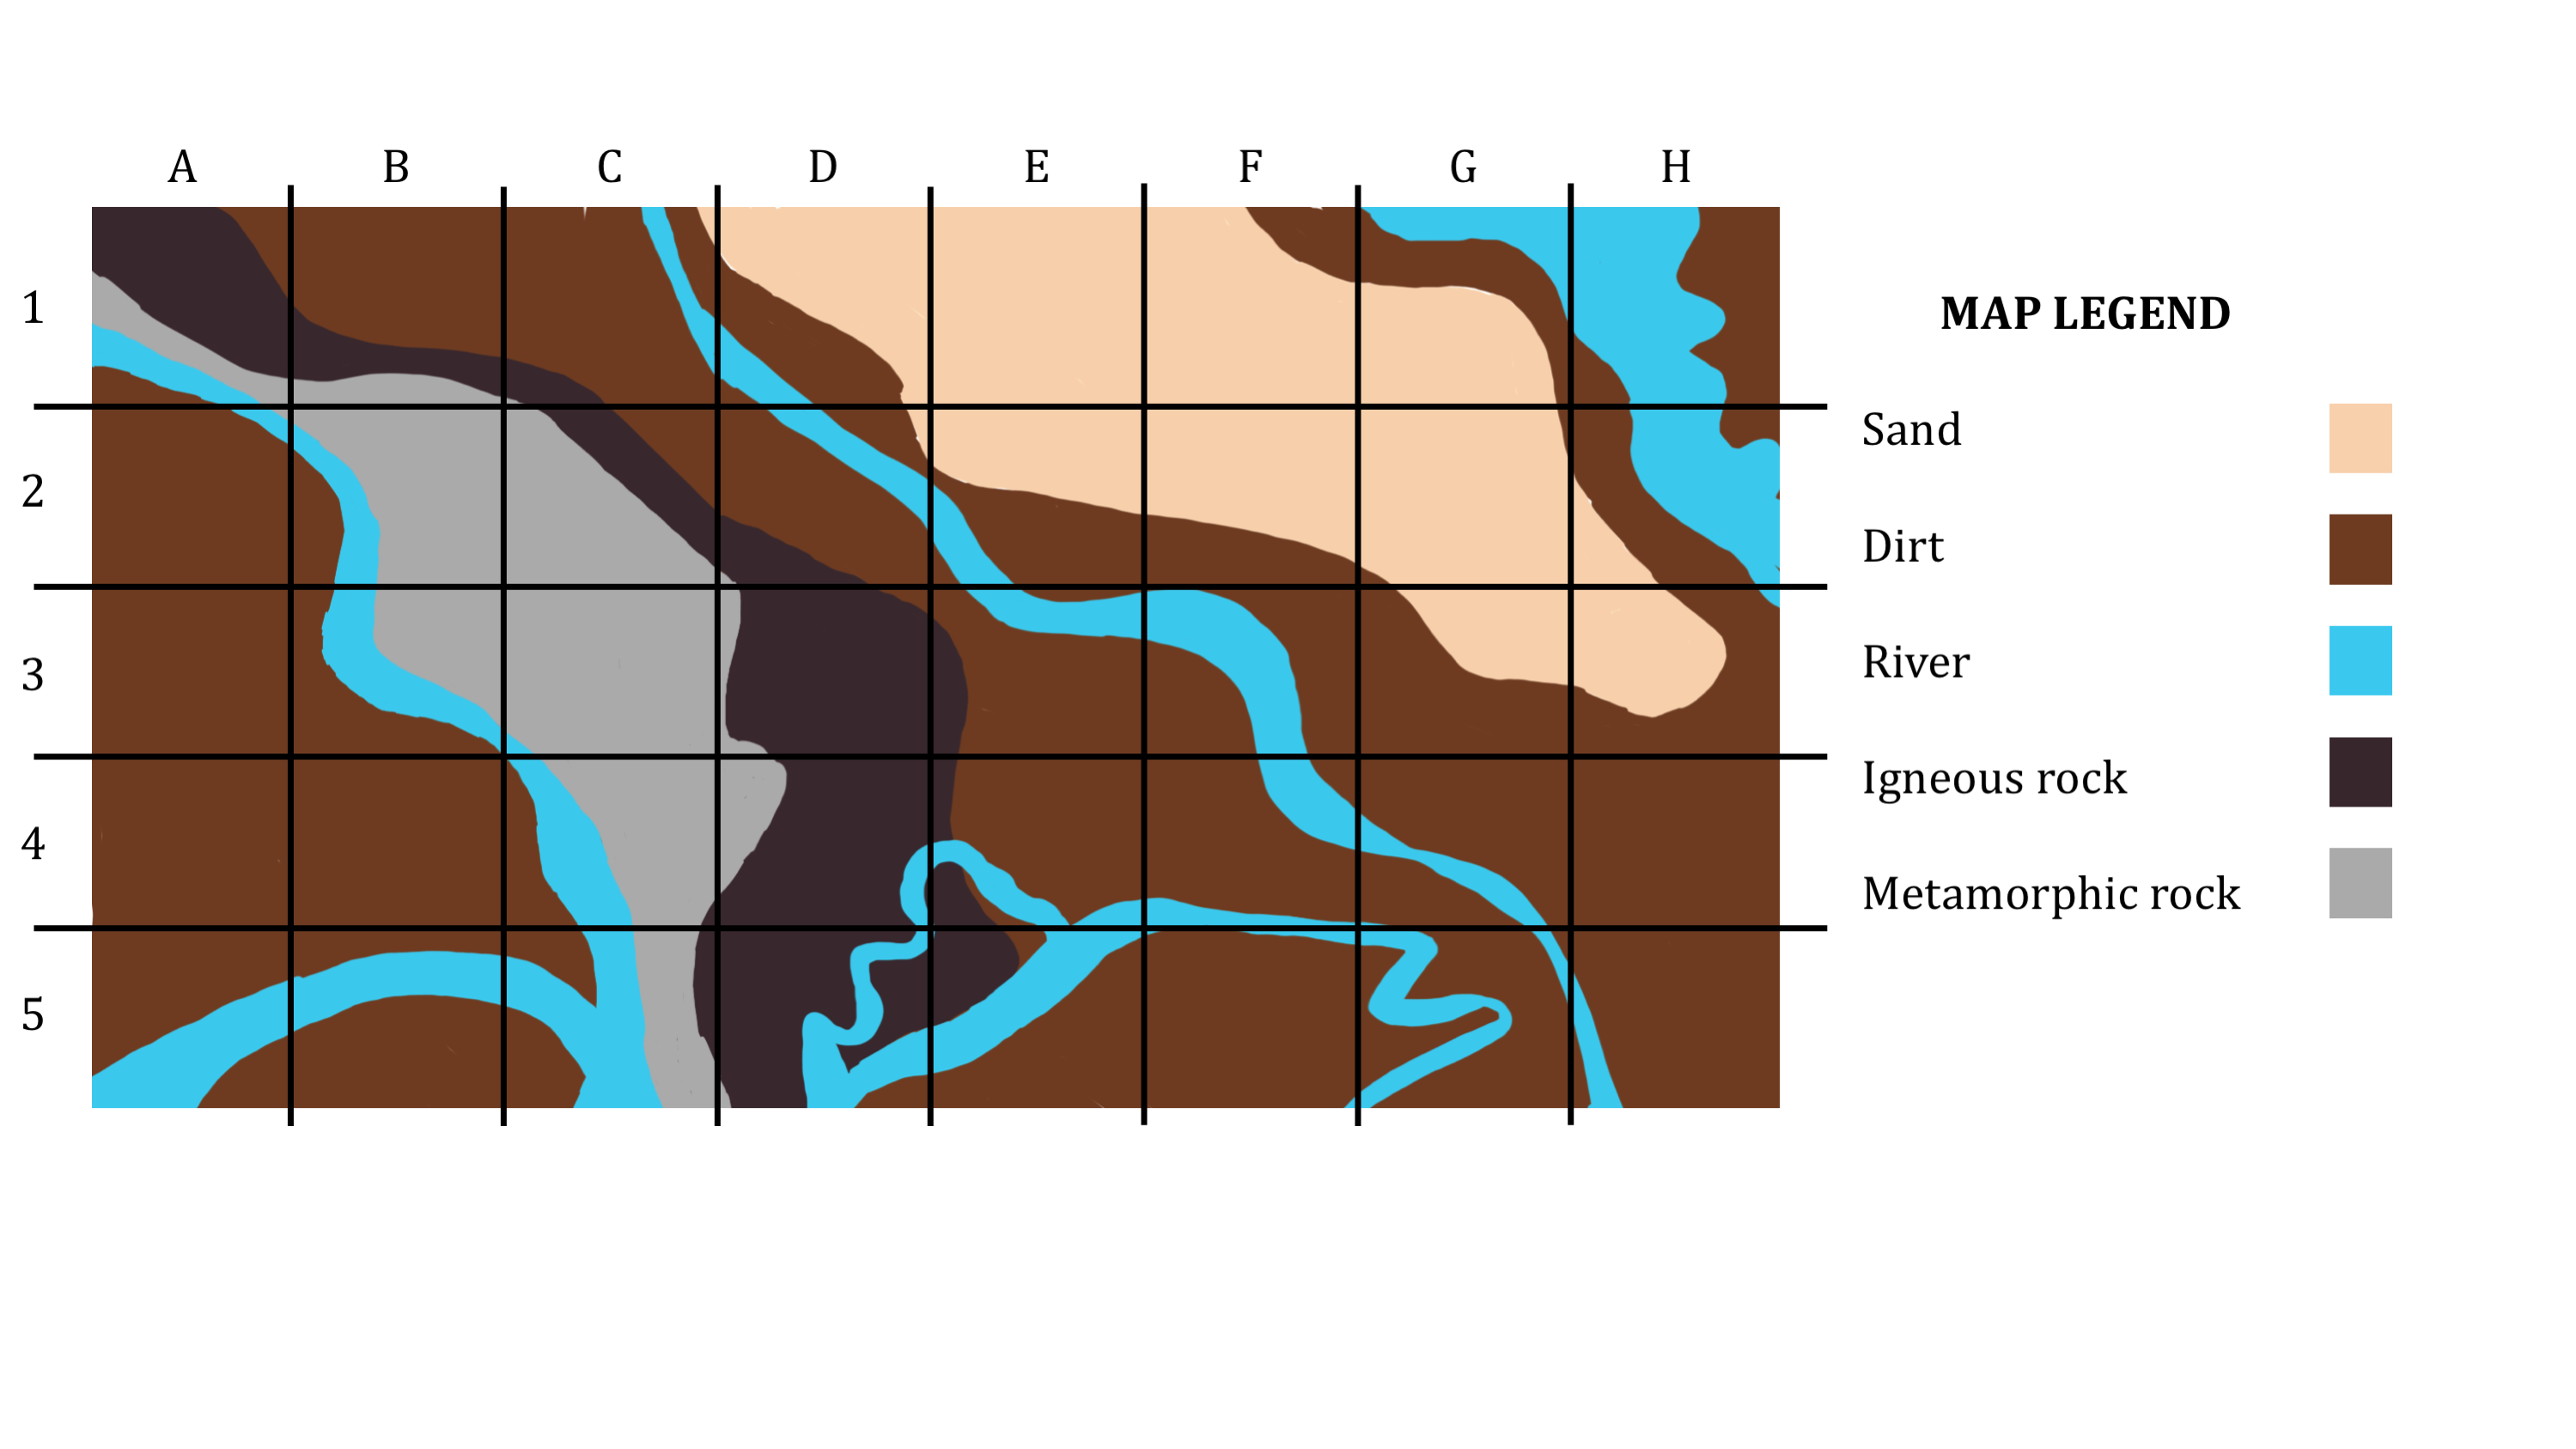 A B C D E F G H
1
MAP LEGEND
Sand
2
Dirt
River
3
Igneous rock
4
Metamorphic rock
5